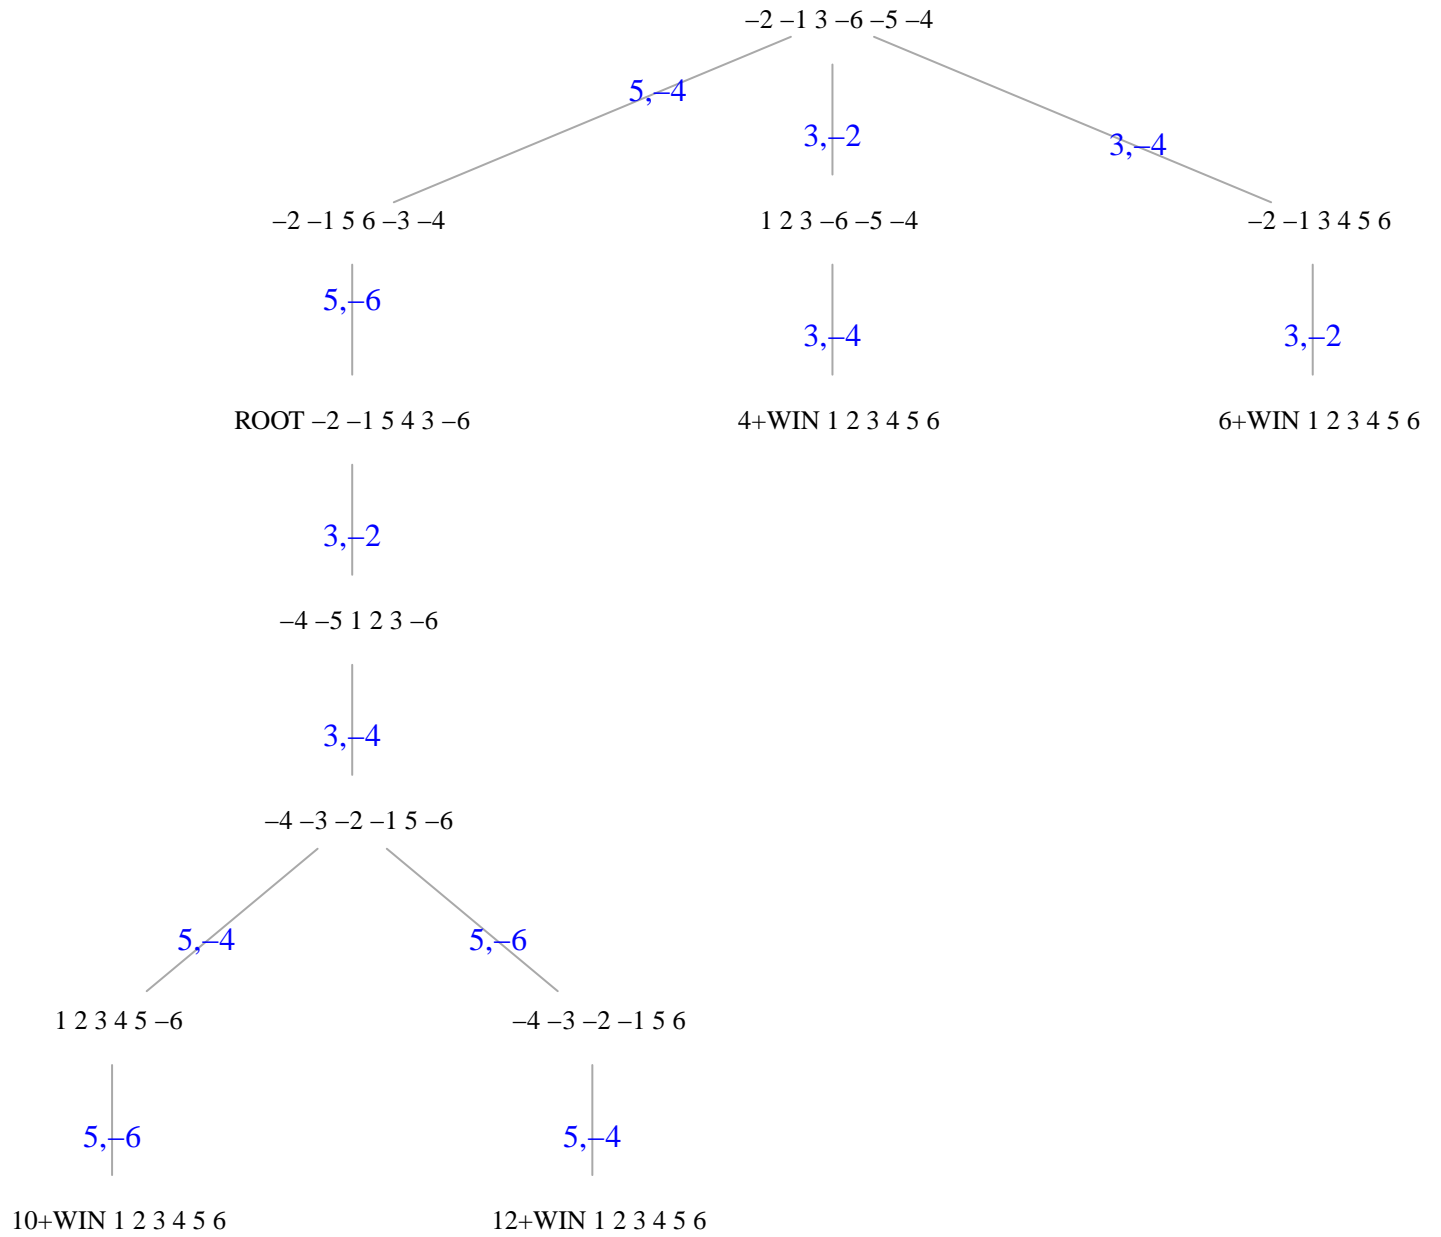 –2 –1 3 –6 –5 –4
5,–4
3,–2
3,–4
–2 –1 5 6 –3 –4
1 2 3 –6 –5 –4
–2 –1 3 4 5 6
5,–6
3,–4
3,–2
ROOT –2 –1 5 4 3 –6
4+WIN 1 2 3 4 5 6
6+WIN 1 2 3 4 5 6
3,–2
–4 –5 1 2 3 –6
3,–4
–4 –3 –2 –1 5 –6
5,–4
5,–6
1 2 3 4 5 –6
–4 –3 –2 –1 5 6
5,–6
5,–4
10+WIN 1 2 3 4 5 6
12+WIN 1 2 3 4 5 6